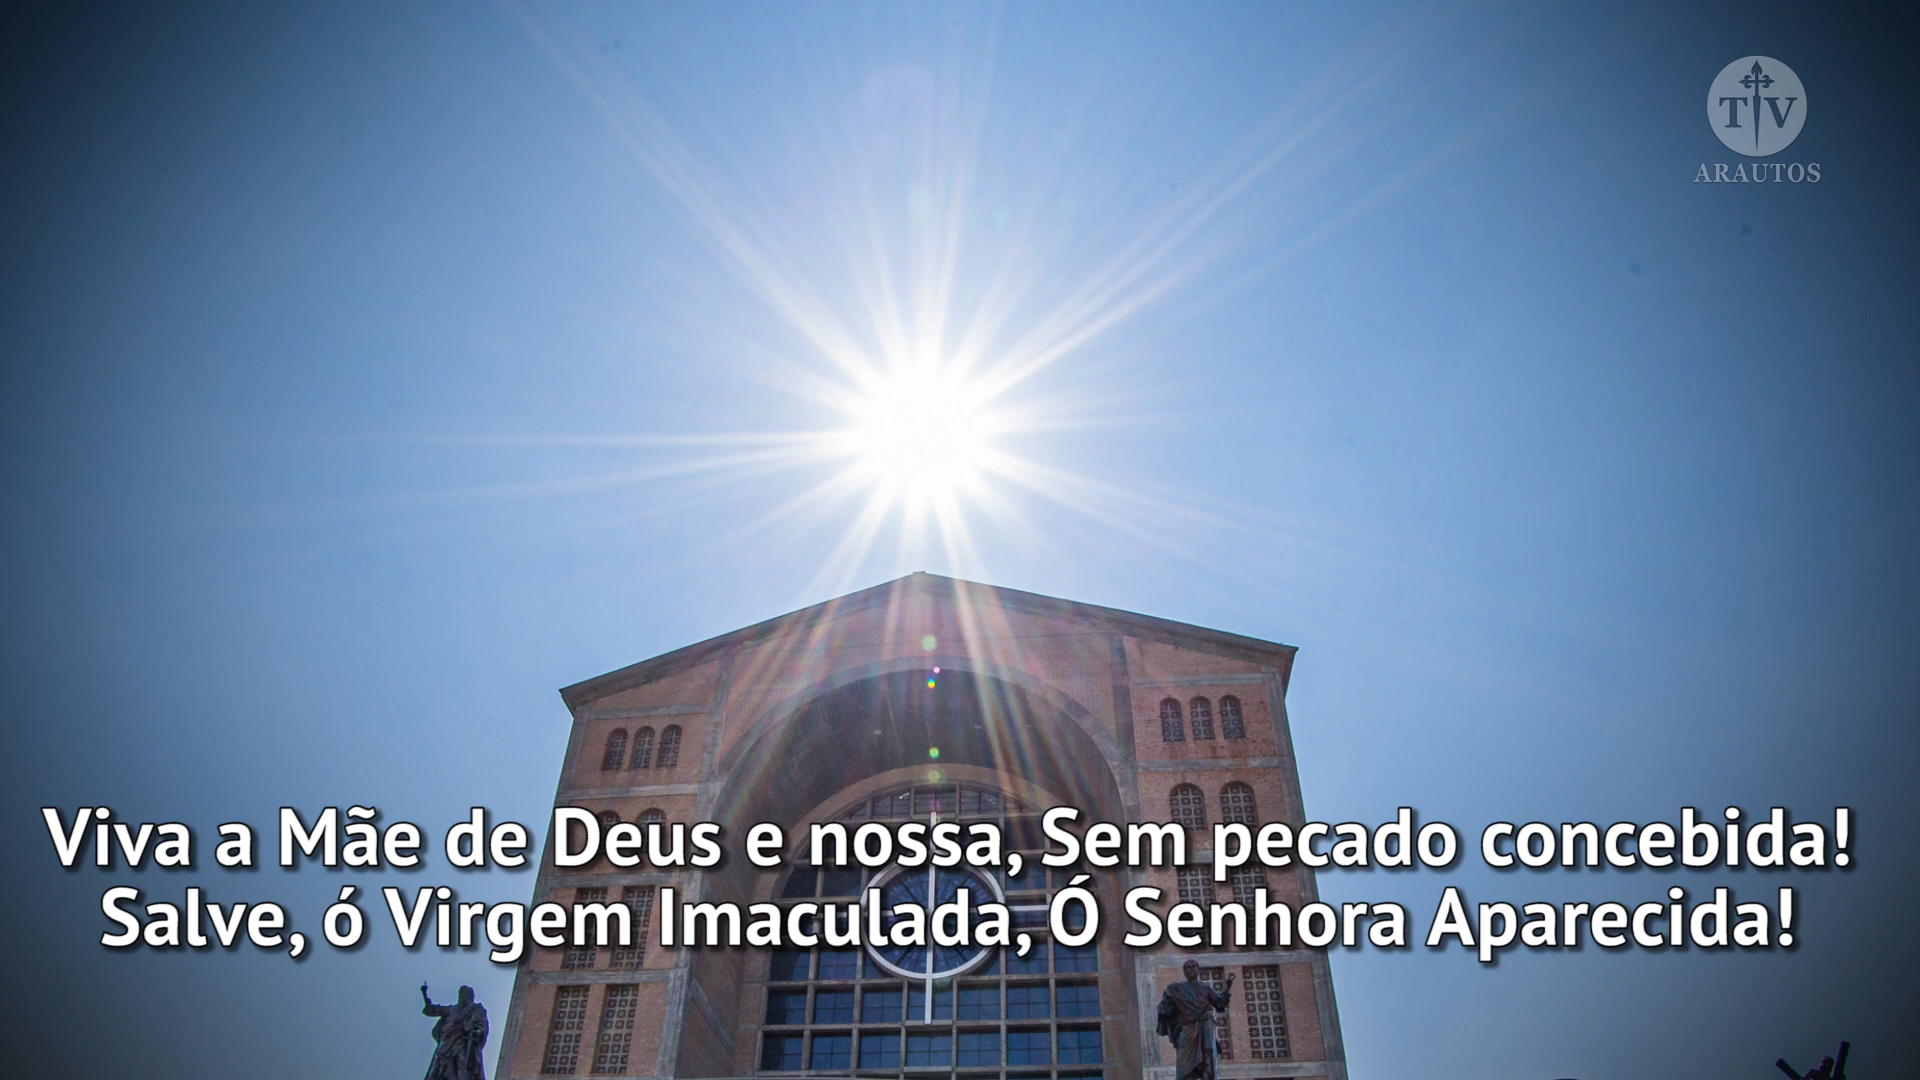 TV
ARAUTOS
Viva a Mãe de Deus e nossa, Sem pecado concebida!
Salve, ó Virgem Imaculada, Ó Senhora Aparecida!